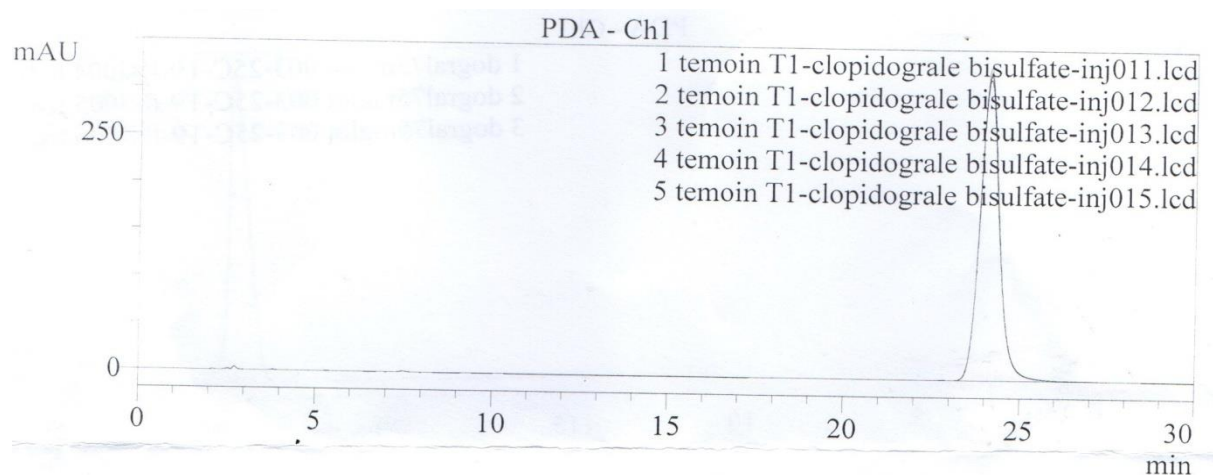 PDA - Ch1
mAU
1 temoin T1-clopidograle bisulfate-inj011.lcd
2 temoin T1-clopidograle bisulfate-inj012.lcd
3 temoin T1-clopidograle bisulfate-inj013.lcd
4 temoin T1-clopidograle bisulfate-inj014.lcd
5 temoin T1-clopidograle bisulfate-inj015.lcd
250
0
0 5 10 15 20 25 30
min